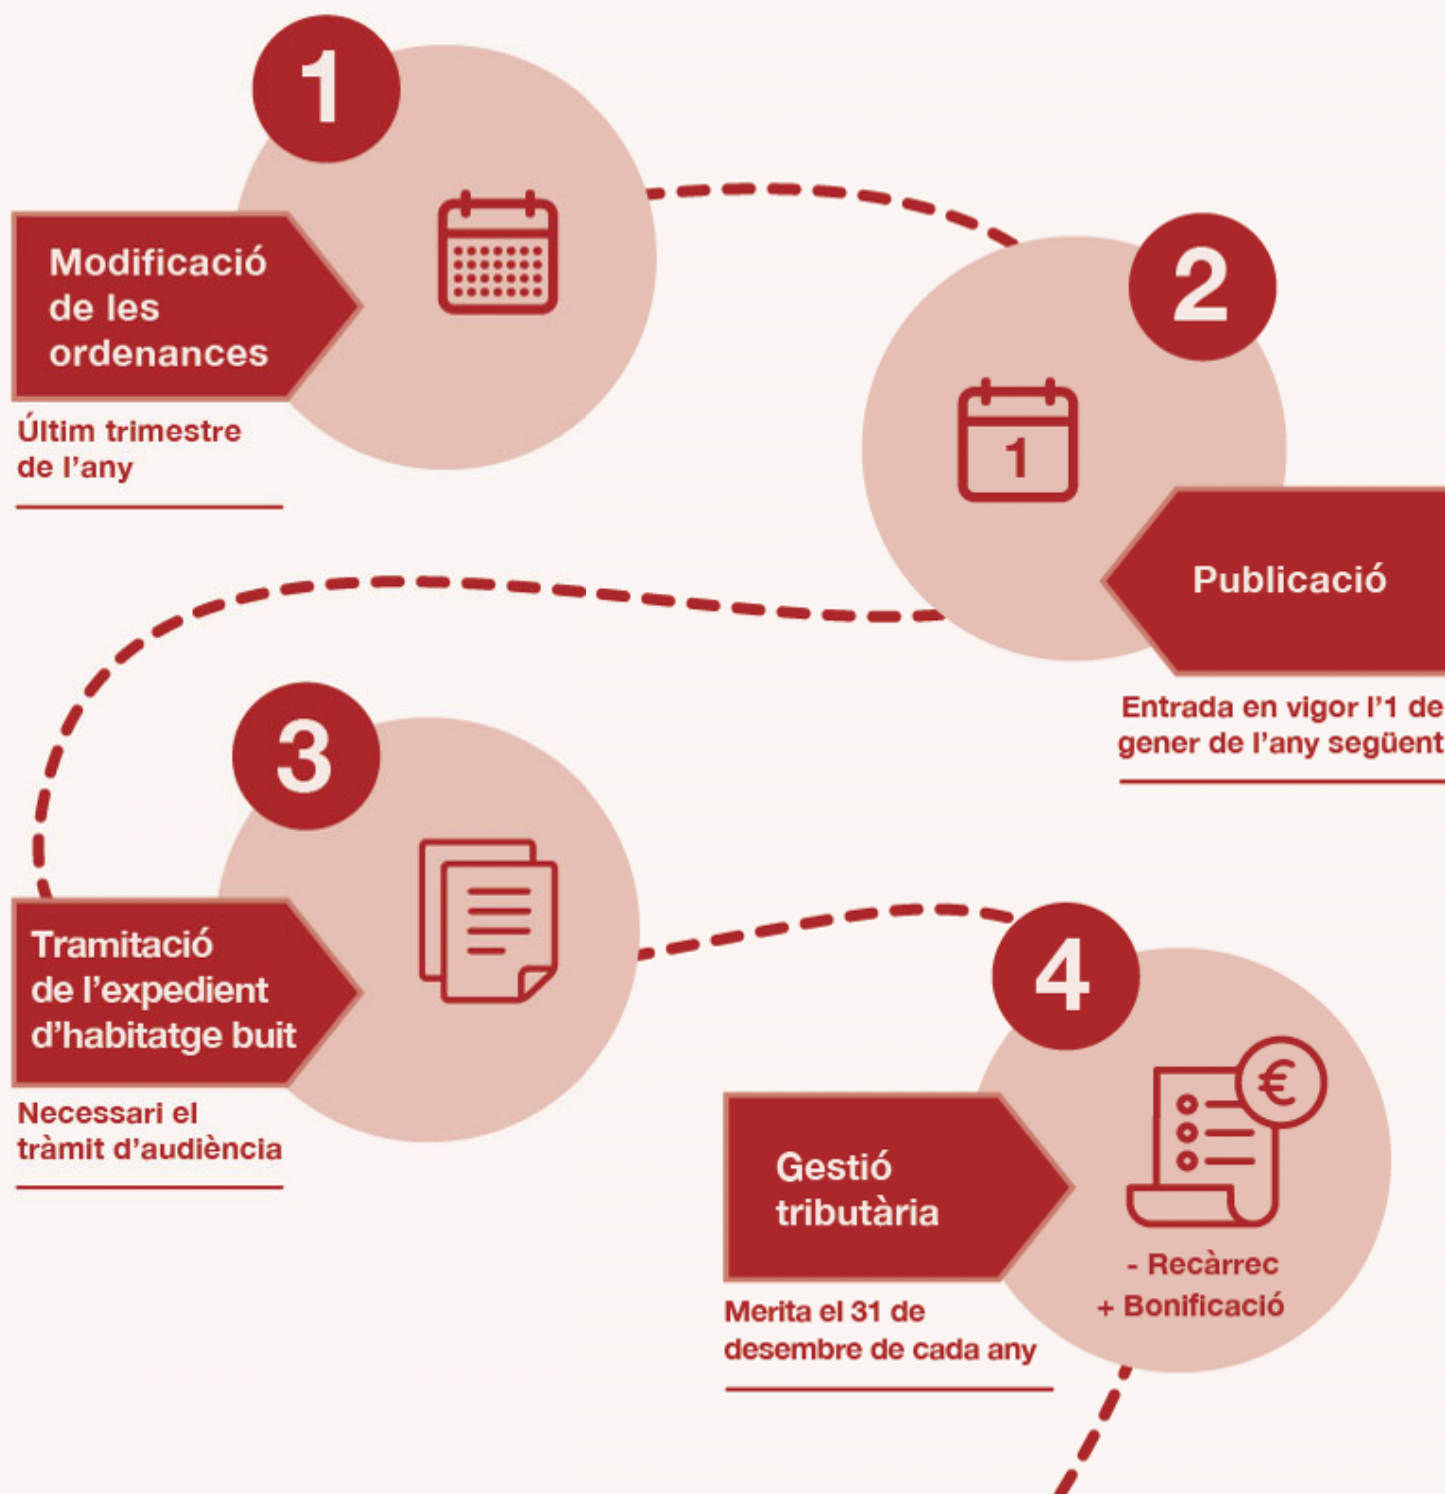 1
Modificació
de les
ordenances
Últim trimestre
de l'any
2
1
Publicació
Entrada en vigor l'1 de
gener de l'any següent
3
Tramitació
de l'expedient
d'habitatge buit
Necessari el
tràmit d'audiència
4
€
Gestió
tributària
- Recàrrec
+ Bonificació
Merita el 31 de
desembre de cada any